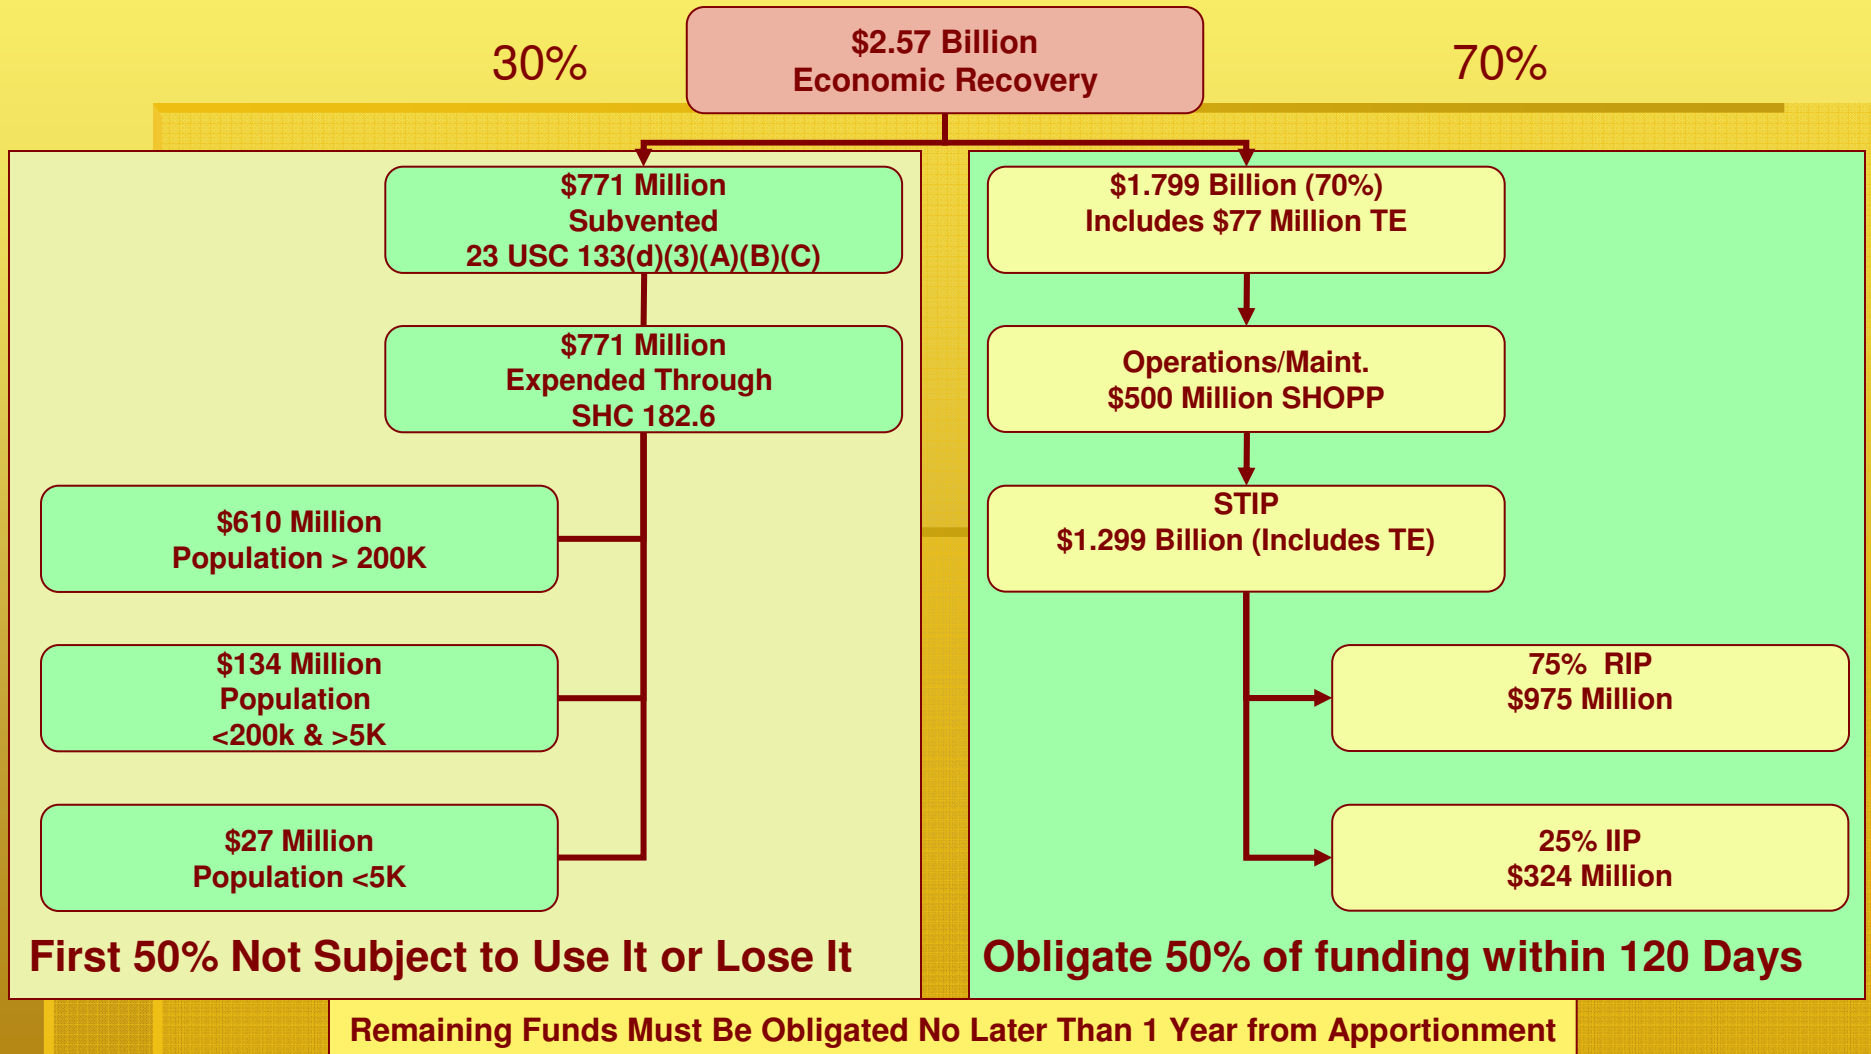 $2.57 Billion
Economic Recovery
30%
70%
$771 Million
Subvented
23 USC 133(d)(3)(A)(B)(C)
$771 Million
Expended Through
SHC 182.6
$610 Million
Population > 200K
$134 Million
Population
<200k & >5K
$27 Million
Population <5K
First 50% Not Subject to Use It or Lose It
$1.799 Billion (70%)
Includes $77 Million TE
Operations/Maint.
$500 Million SHOPP
STIP
$1.299 Billion (Includes TE)
75% RIP
$975 Million
25% IIP
$324 Million
Obligate 50% of funding within 120 Days
Remaining Funds Must Be Obligated No Later Than 1 Year from Apportionment